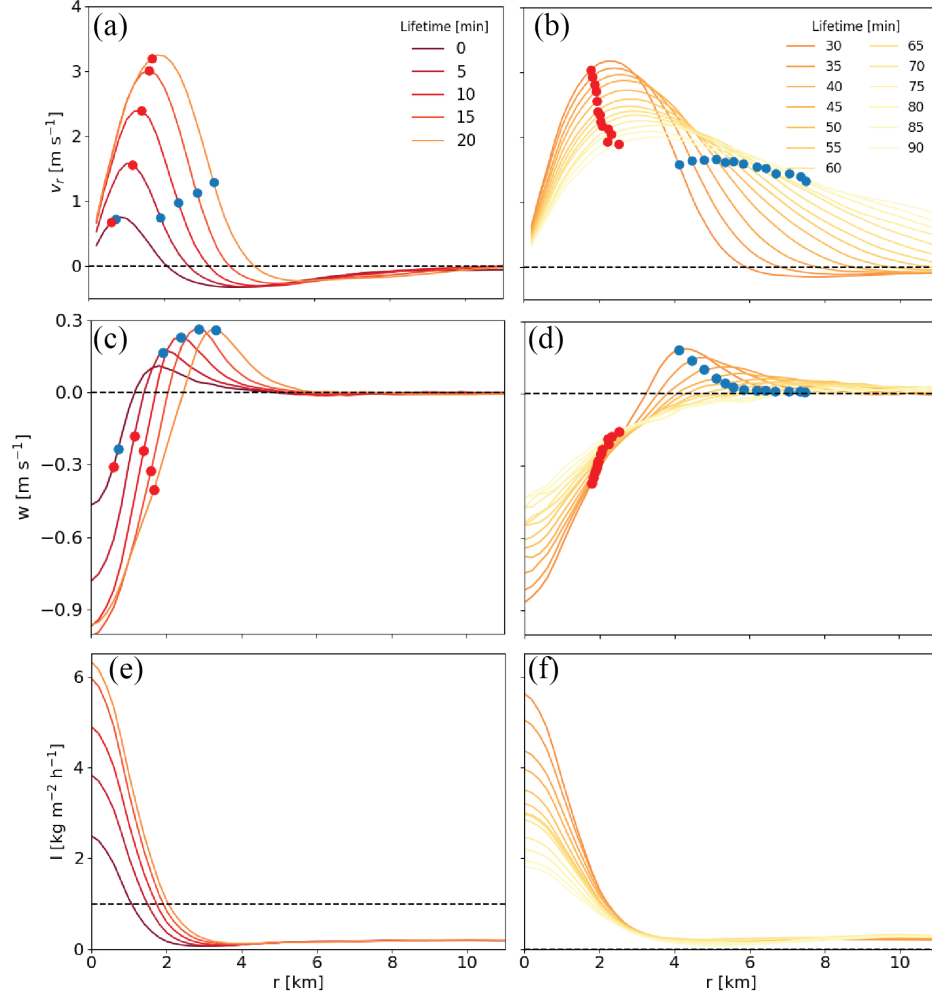 (a)
Lifetime [min]
0
5
10
15
20
4
3
2
1
0
v_r [m s⁻¹]
(b)
Lifetime [min]
30
35
40
45
50
55
60
65
70
75
80
85
90
(c)
0.3
0.0
−0.3
−0.6
−0.9
w [m s⁻¹]
(d)
(e)
6
4
2
0
I [kg m⁻² h⁻¹]
0 2 4 6 8 10
r [km]
(f)
0 2 4 6 8 10
r [km]